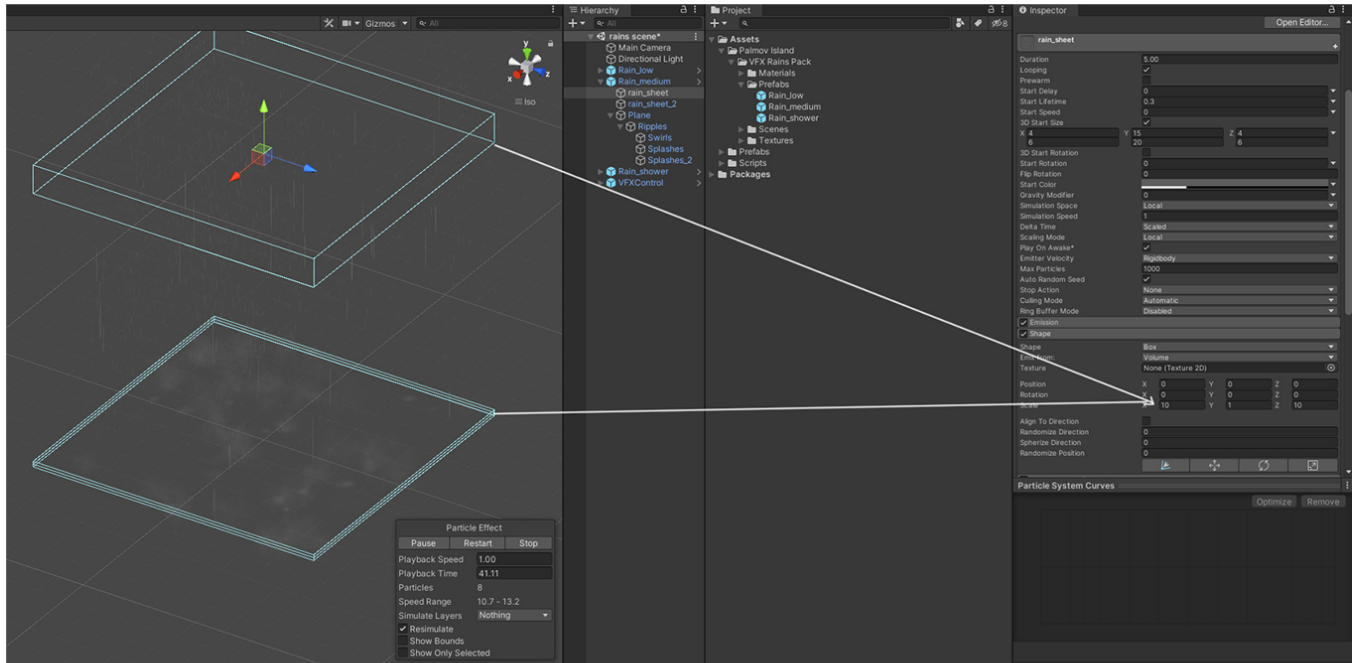 Gizmos
All
y
x
z
Iso
Particle Effect
Pause Restart Stop
Playback Speed 1.00
Playback Time 41.11
Particles 8
Speed Range 10.7 - 13.2
Simulate Layers Nothing
Resimulate
Show Bounds
Show Only Selected
Hierarchy
All
rains scene*
Main Camera
Directional Light
Rain_low
Rain_medium
rain_sheet
rain_sheet_2
Plane
Ripples
Swirls
Splashes
Splashes_2
Rain_shower
VFXControl
Project
8
Assets
Palmov Island
VFX Rains Pack
Materials
Prefabs
Rain_low
Rain_medium
Rain_shower
Scenes
Textures
Prefabs
Scripts
Packages
Inspector
Open Editor...
rain_sheet
Duration 5.00
Looping
Prewarm
Start Delay 0
Start Lifetime 0.3
Start Speed 0
3D Start Size
X 4 Y 15 Z 4
6 20 6
3D Start Rotation
Start Rotation 0
Flip Rotation 0
Start Color
Gravity Modifier 0
Simulation Space Local
Simulation Speed 1
Delta Time Scaled
Scaling Mode Local
Play On Awake*
Emitter Velocity Rigidbody
Max Particles 1000
Auto Random Seed
Stop Action None
Culling Mode Automatic
Ring Buffer Mode Disabled
Emission
Shape
Shape Box
Emit from: Volume
Texture None (Texture 2D)
Position X 0 Y 0 Z 0
Rotation X 0 Y 0 Z 0
Scale X 10 Y 1 Z 10
Align To Direction
Randomize Direction 0
Spherize Direction 0
Randomize Position 0
Particle System Curves
Optimize Remove